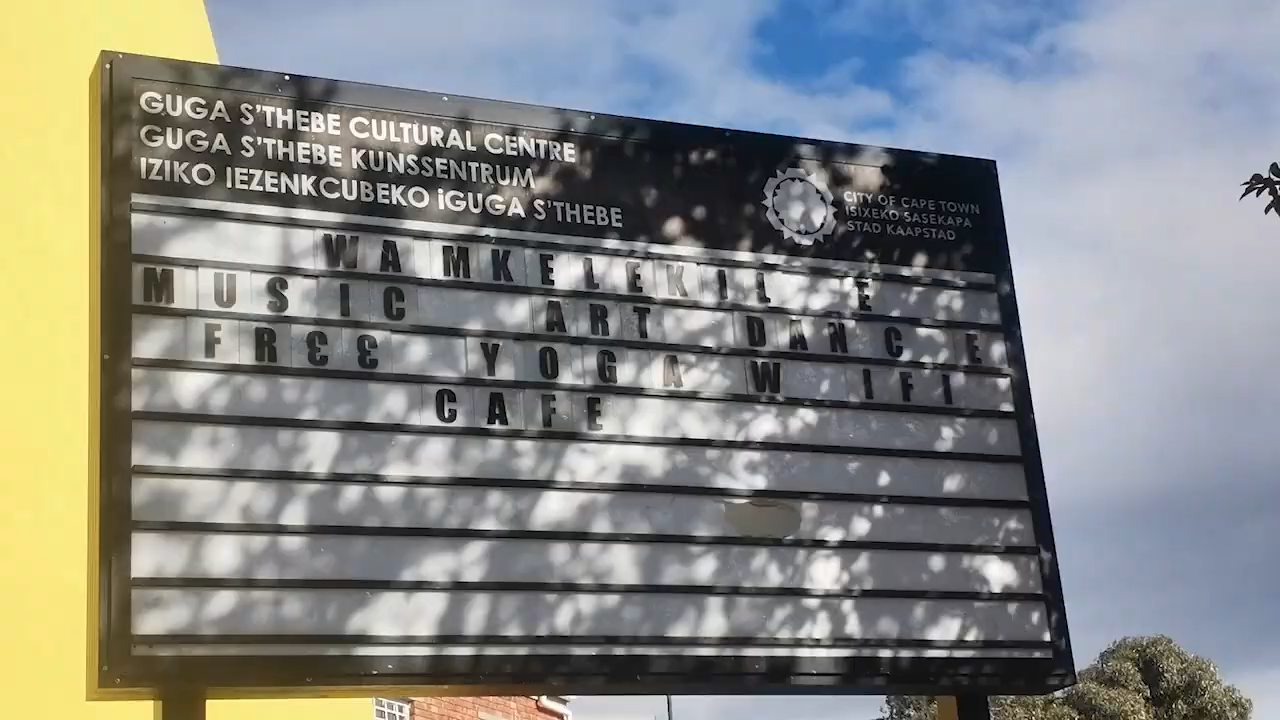 GUGA S'THEBE CULTURAL CENTRE
GUGA S'THEBE KUNSSENTRUM
IZIKO IEZENKCUBEKO iGUGA S'THEBE
CITY OF CAPE TOWN
ISIXEKO SASEKAPA
STAD KAAPSTAD
WAMKELEKILE
MUSIC ART DANCE
FREE YOGA WIFI
CAFE